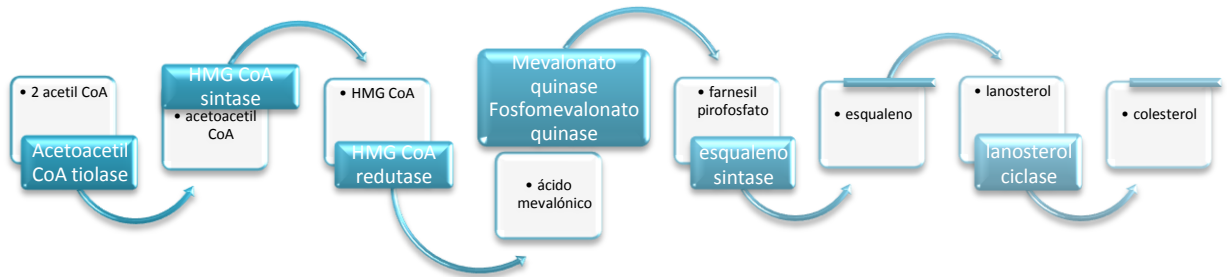 • 2 acetil CoA
Acetoacetil
CoA tiolase
HMG CoA
sintase
• acetoacetil
CoA
• HMG CoA
HMG CoA
redutase
Mevalonato
quinase
Fosfomevalonato
quinase
• ácido
mevalónico
• farnesil
pirofosfato
esqualeno
sintase
• esqualeno
• lanosterol
lanosterol
ciclase
• colesterol